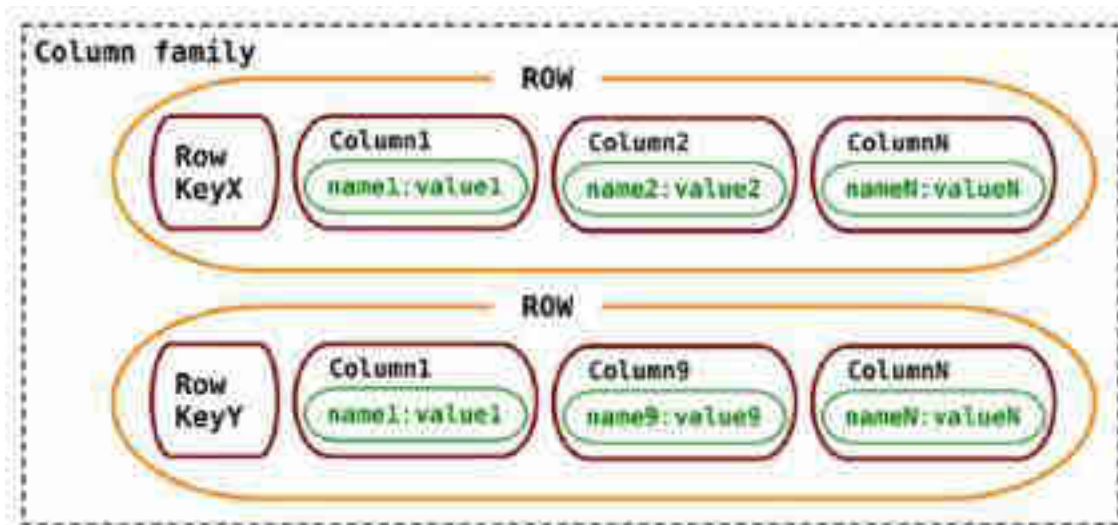 Column family
ROW
Row
KeyX
Column1
name1:value1
Column2
name2:value2
ColumnN
nameN:valueN
ROW
Row
KeyY
Column1
name1:value1
Column9
name9:value9
ColumnN
nameN:valueN